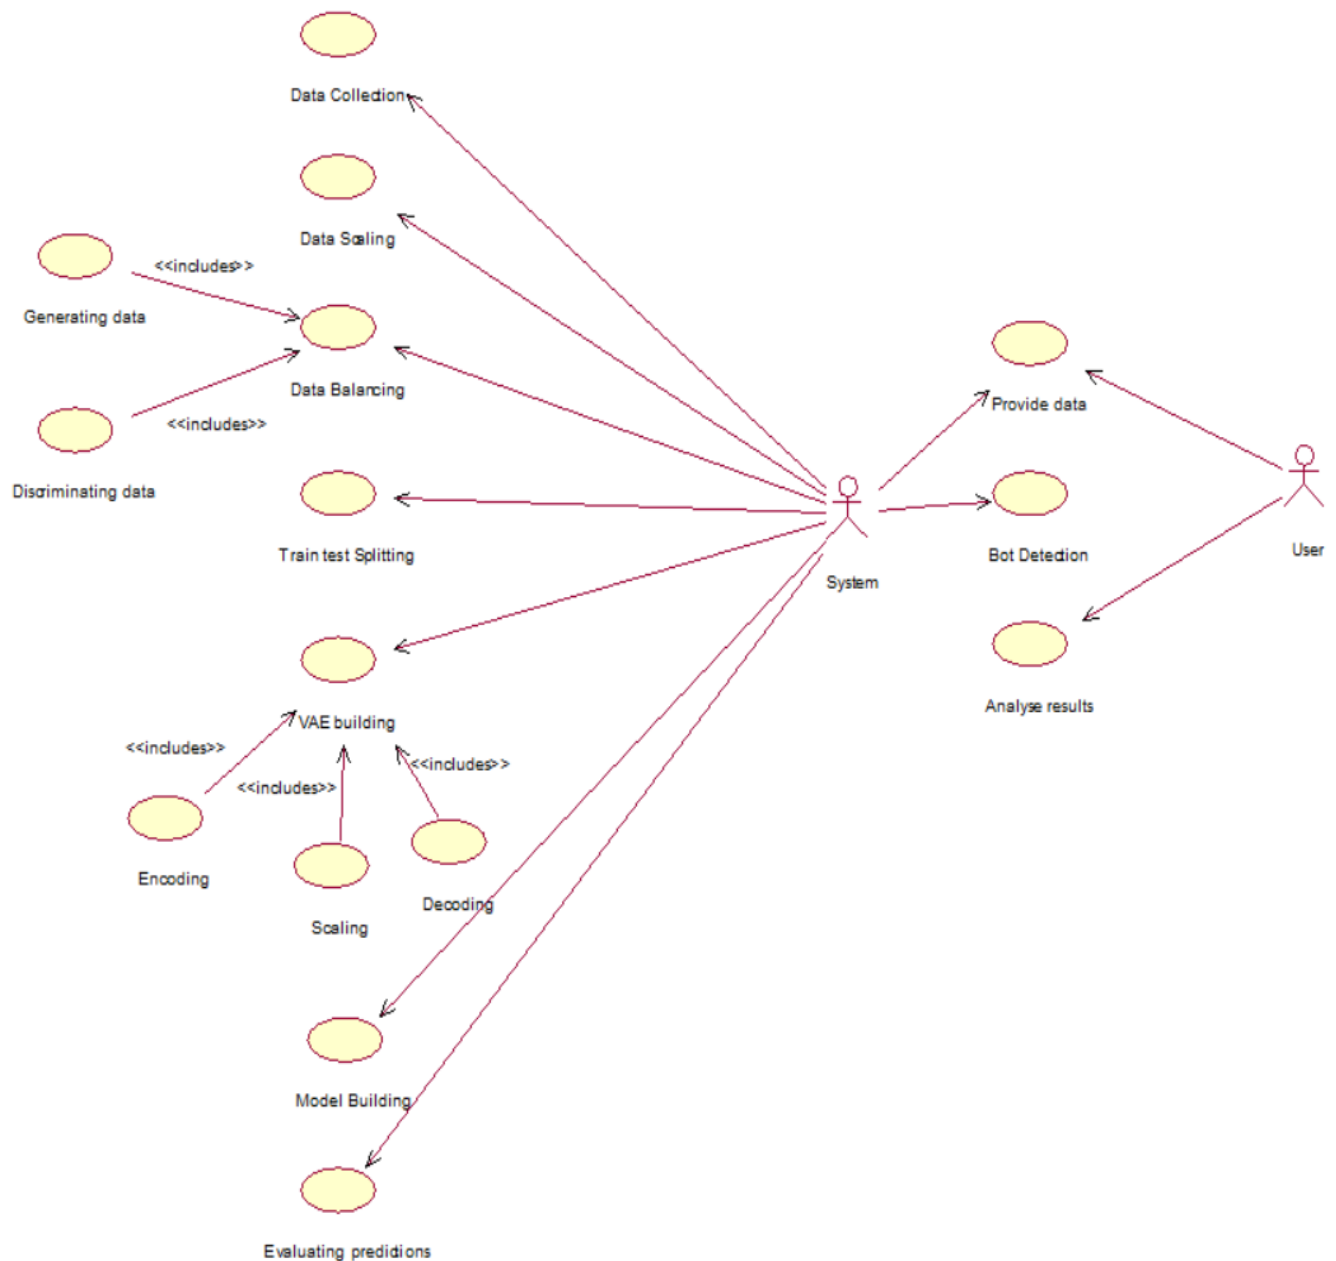 Data Collection
Data Scaling
<<includes>>
Generating data
Data Balancing
Provide data
<<includes>>
Discriminating data
Train test Splitting
Bot Detection
User
System
Analyse results
VAE building
<<includes>>
<<includes>>
<<includes>>
Encoding
Decoding
Scaling
Model Building
Evaluating predictions